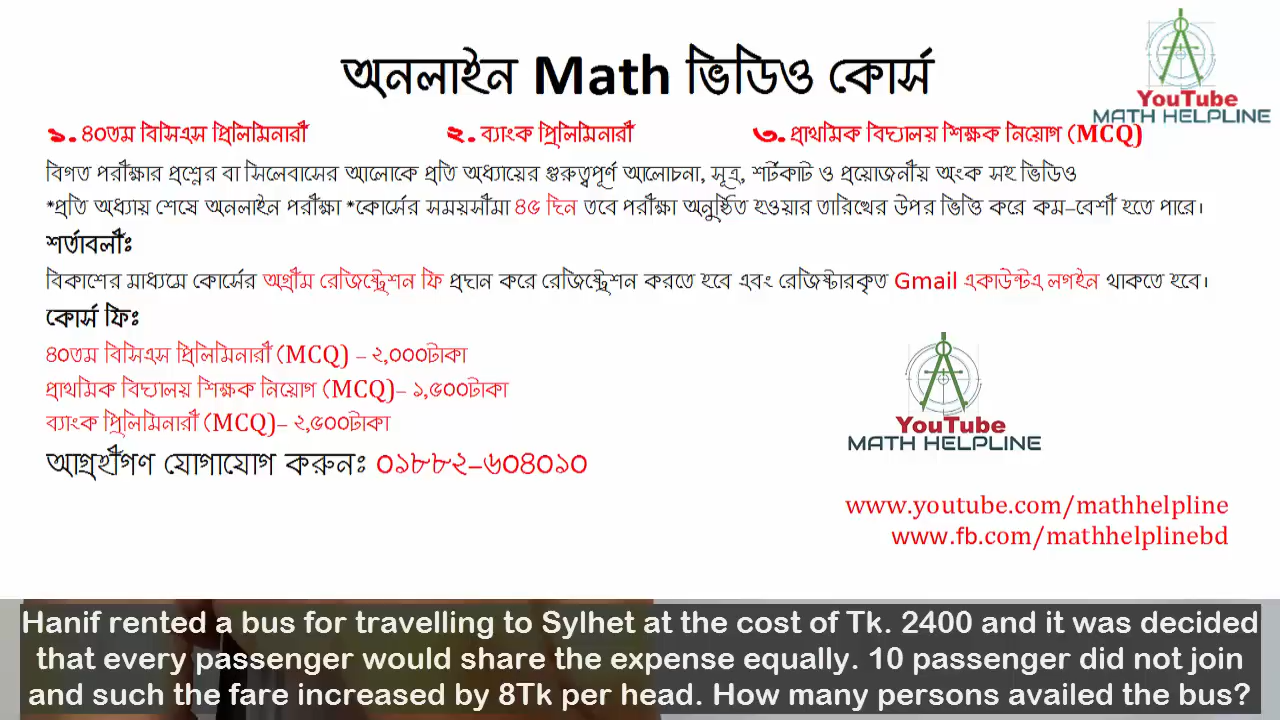 অনলাইন Math ভিডিও কোর্স
YouTube
MATH HELPLINE
১. ৪০তম বিসিএস প্রিলিমিনারী ২. ব্যাংক প্রিলিমিনারী ৩. প্রাথমিক বিদ্যালয় শিক্ষক নিয়োগ (MCQ)
বিগত পরীক্ষার প্রশ্নের বা সিলেবাসের আলোকে প্রতি অধ্যায়ের গুরুত্বপূর্ণ আলোচনা, সূত্র, শর্টকাট ও প্রয়োজনীয় অংক সহ ভিডিও
*প্রতি অধ্যায় শেষে অনলাইন পরীক্ষা *কোর্সের সময়সীমা ৪৫ দিন তবে পরীক্ষা অনুষ্ঠিত হওয়ার তারিখের উপর ভিত্তি করে কম-বেশী হতে পারে।
শর্তাবলীঃ
বিকাশের মাধ্যমে কোর্সের অগ্রীম রেজিস্ট্রেশন ফি প্রদান করে রেজিস্ট্রেশন করতে হবে এবং রেজিষ্টারকৃত Gmail একাউন্টএ লগইন থাকতে হবে।
কোর্স ফিঃ
৪০তম বিসিএস প্রিলিমিনারী (MCQ) – ২,০০০টাকা
প্রাথমিক বিদ্যালয় শিক্ষক নিয়োগ (MCQ)– ১,৫০০টাকা
ব্যাংক প্রিলিমিনারী (MCQ)– ২,৫০০টাকা
আগ্রহীগণ যোগাযোগ করুনঃ ০১৮৮২-৬০৪০১০
YouTube
MATH HELPLINE
www.youtube.com/mathhelpline
www.fb.com/mathhelplinebd
Hanif rented a bus for travelling to Sylhet at the cost of Tk. 2400 and it was decided
that every passenger would share the expense equally. 10 passenger did not join
and such the fare increased by 8Tk per head. How many persons availed the bus?